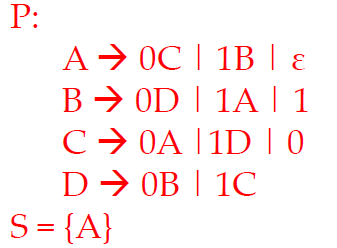 P:
A → 0C | 1B | ε
B → 0D | 1A | 1
C → 0A |1D | 0
D → 0B | 1C
S = {A}